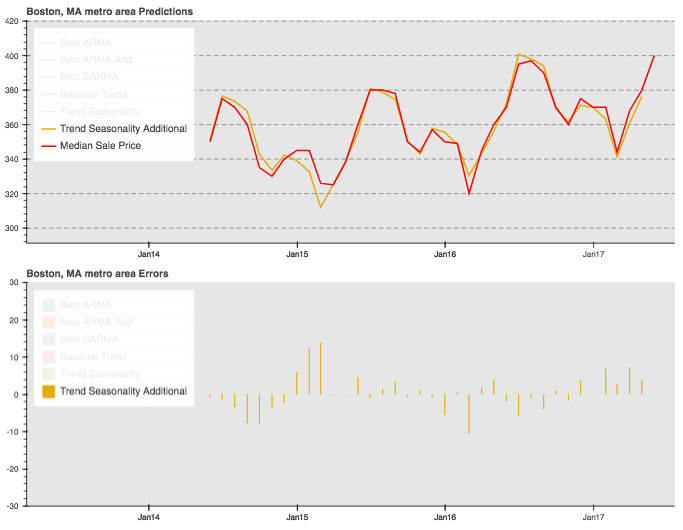 Boston, MA metro area Predictions
420
400
380
360
340
320
300
Best ARMA
Best ARMA Add
Best SARMA
Baseline Trend
Trend Seasonality
Trend Seasonality Additional
Median Sale Price
Jan14
Jan15
Jan16
Jan17
Boston, MA metro area Errors
30
20
10
0
-10
-20
-30
Best ARMA
Best ARMA Add
Best SARMA
Baseline Trend
Trend Seasonality
Trend Seasonality Additional
Jan14
Jan15
Jan16
Jan17